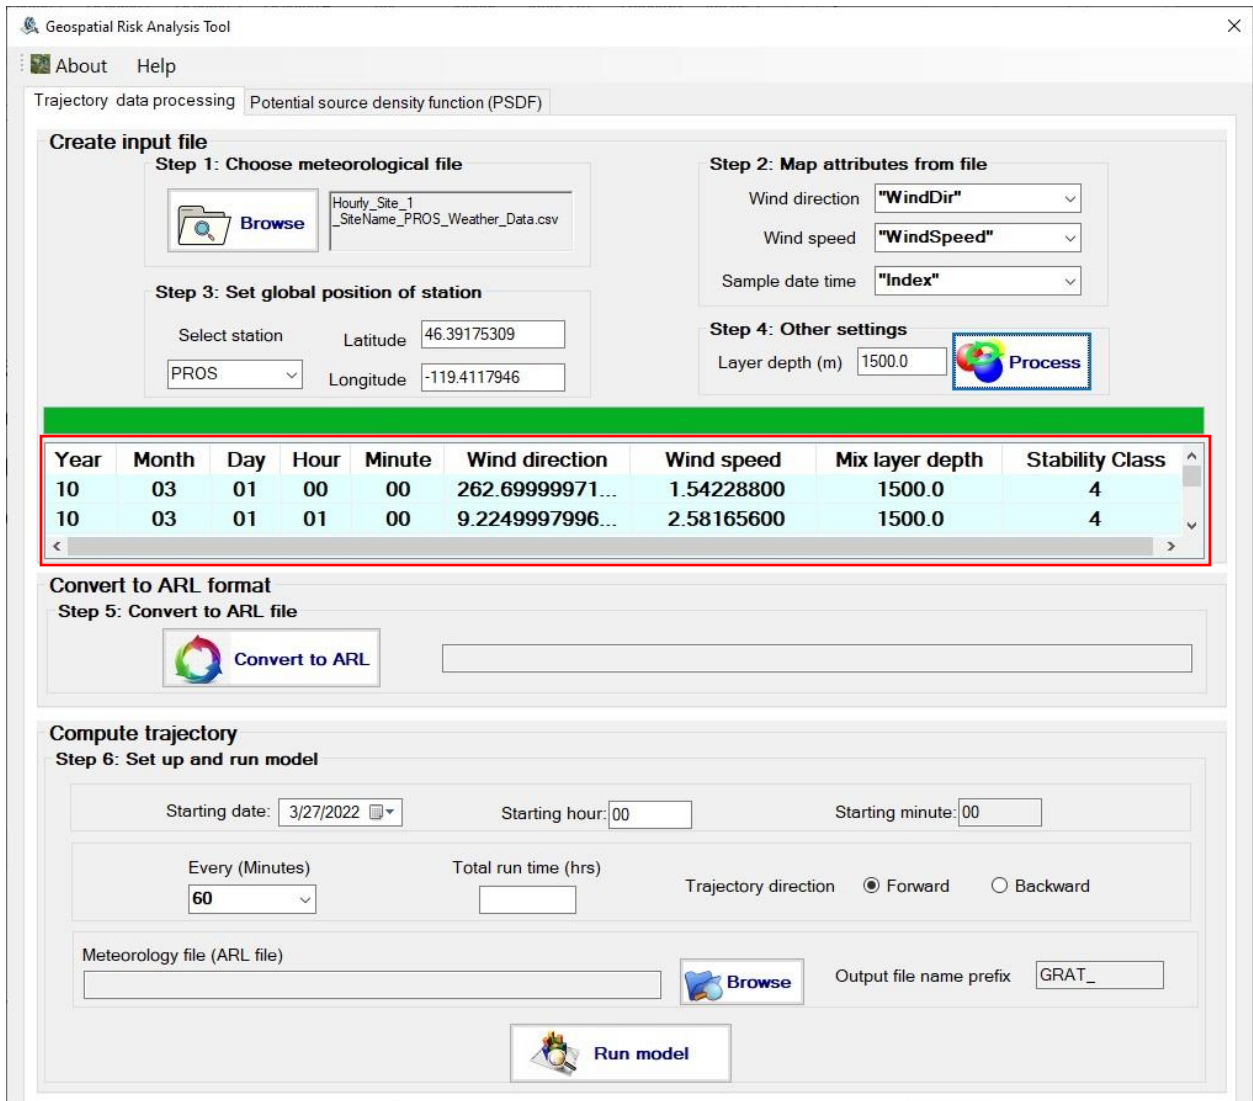 Geospatial Risk Analysis Tool
About Help
Trajectory data processing Potential source density function (PSDF)
Create input file
Step 1: Choose meteorological file
Browse
Hourly_Site_1
_SiteName_PROS_Weather_Data.csv
Step 2: Map attributes from file
Wind direction "WindDir"
Wind speed "WindSpeed"
Sample date time "Index"
Step 3: Set global position of station
Select station
PROS
Latitude 46.39175309
Longitude -119.4117946
Step 4: Other settings
Layer depth (m) 1500.0 Process
Year Month Day Hour Minute Wind direction Wind speed Mix layer depth Stability Class
10 03 01 00 00 262.69999971... 1.54228800 1500.0 4
10 03 01 01 00 9.2249997996... 2.58165600 1500.0 4
Convert to ARL format
Step 5: Convert to ARL file
Convert to ARL
Compute trajectory
Step 6: Set up and run model
Starting date: 3/27/2022 Starting hour: 00 Starting minute: 00
Every (Minutes)
60
Total run time (hrs)
Trajectory direction Forward Backward
Meteorology file (ARL file)
Browse
Output file name prefix GRAT_
Run model